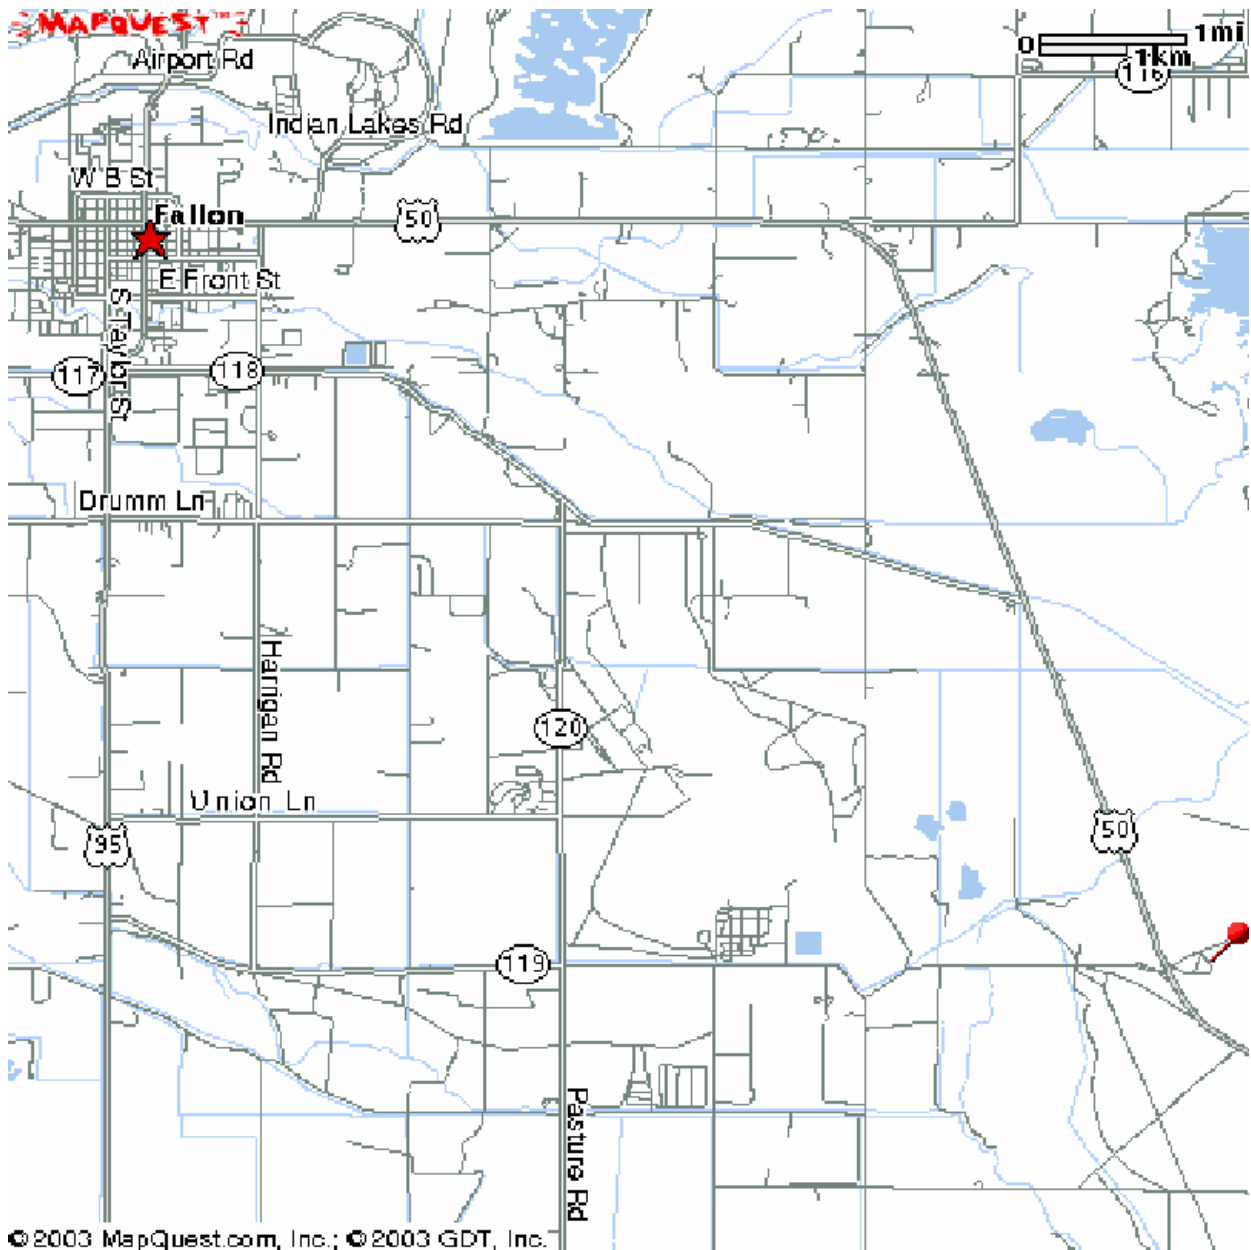 MAPQUEST™
0 1mi
1km
Airport Rd
116
Indian Lakes Rd
W B St
Fallon
50
E Front St
S Taylor St
117
118
Drumm Ln
Harrigan Rd
120
Union Ln
95
50
119
Pasture Rd
©2003 MapQuest.com, Inc.; ©2003 GDT, Inc.